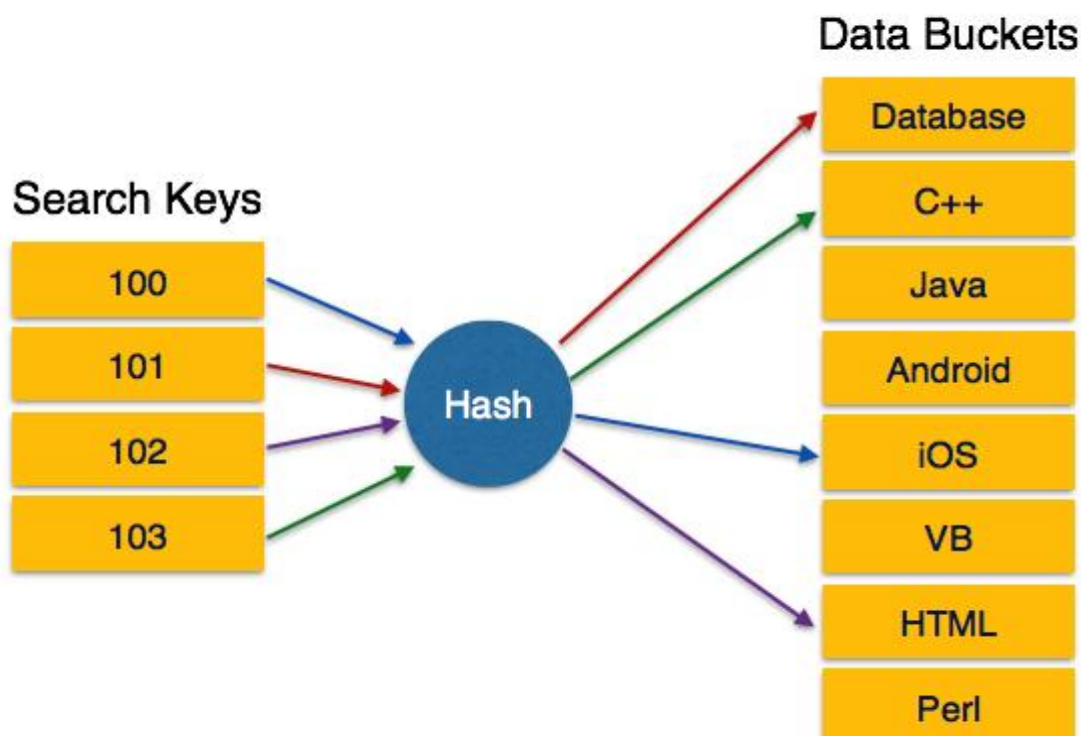 Search Keys
100
101
102
103
Hash
Data Buckets
Database
C++
Java
Android
iOS
VB
HTML
Perl